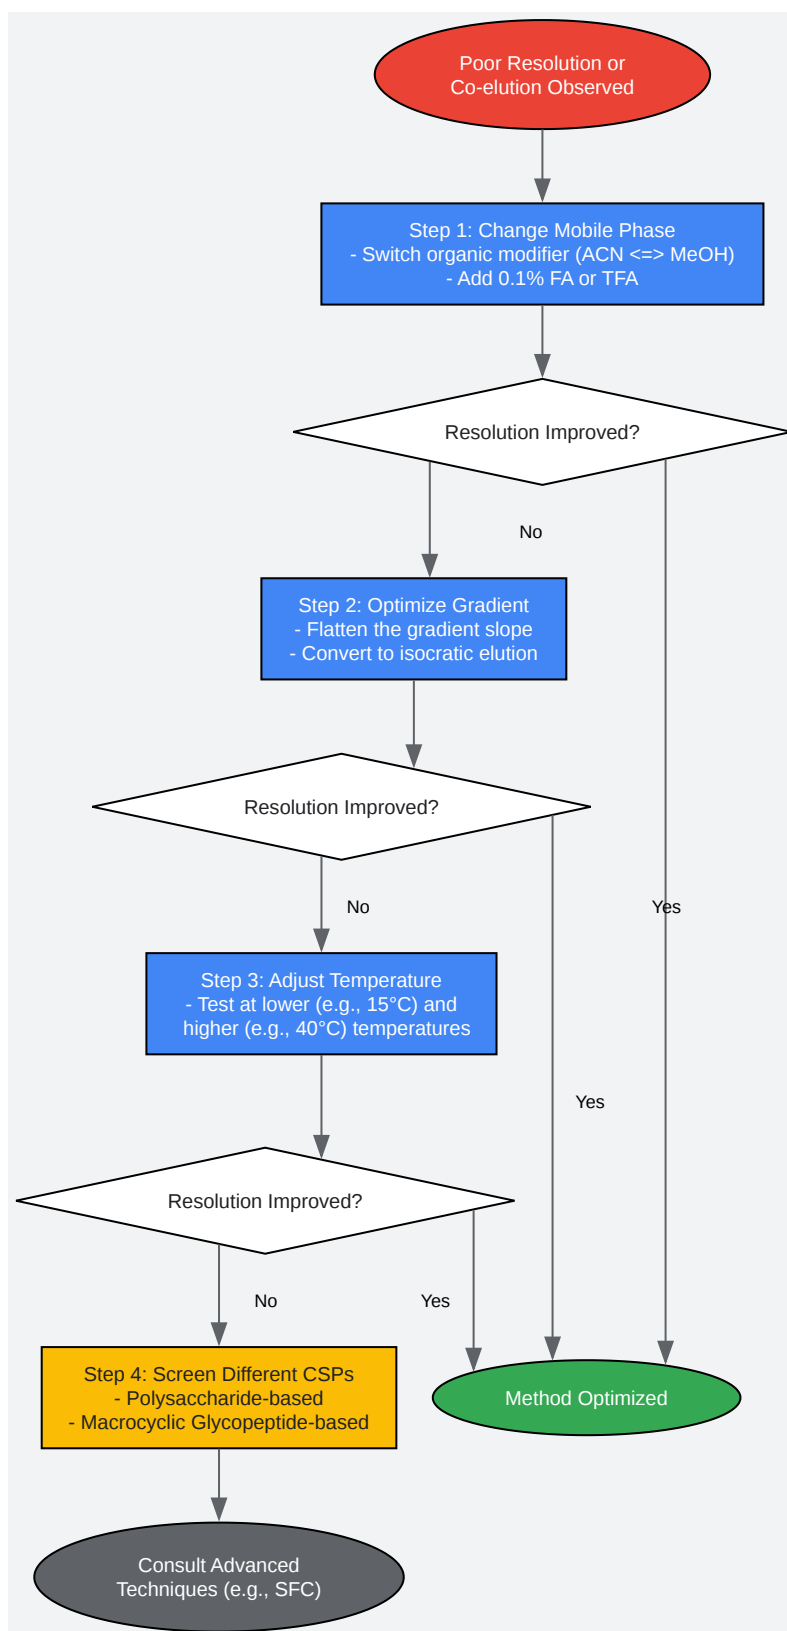 Poor Resolution or
Co-elution Observed
Step 1: Change Mobile Phase
- Switch organic modifier (ACN <=> MeOH)
- Add 0.1% FA or TFA
Resolution Improved?
No
Step 2: Optimize Gradient
- Flatten the gradient slope
- Convert to isocratic elution
Resolution Improved?
No
Yes
Step 3: Adjust Temperature
- Test at lower (e.g., 15°C) and
higher (e.g., 40°C) temperatures
Yes
Resolution Improved?
No
Yes
Step 4: Screen Different CSPs
- Polysaccharide-based
- Macrocyclic Glycopeptide-based
Method Optimized
Consult Advanced
Techniques (e.g., SFC)